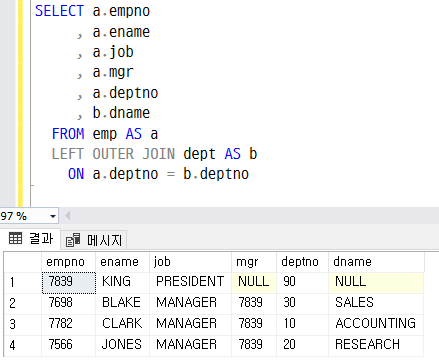 SELECT a.empno
, a.ename
, a.job
, a.mgr
, a.deptno
, b.dname
FROM emp AS a
LEFT OUTER JOIN dept AS b
ON a.deptno = b.deptno
97 %
결과 메시지
empno ename job mgr deptno dname
1 7839 KING PRESIDENT NULL 90 NULL
2 7698 BLAKE MANAGER 7839 30 SALES
3 7782 CLARK MANAGER 7839 10 ACCOUNTING
4 7566 JONES MANAGER 7839 20 RESEARCH